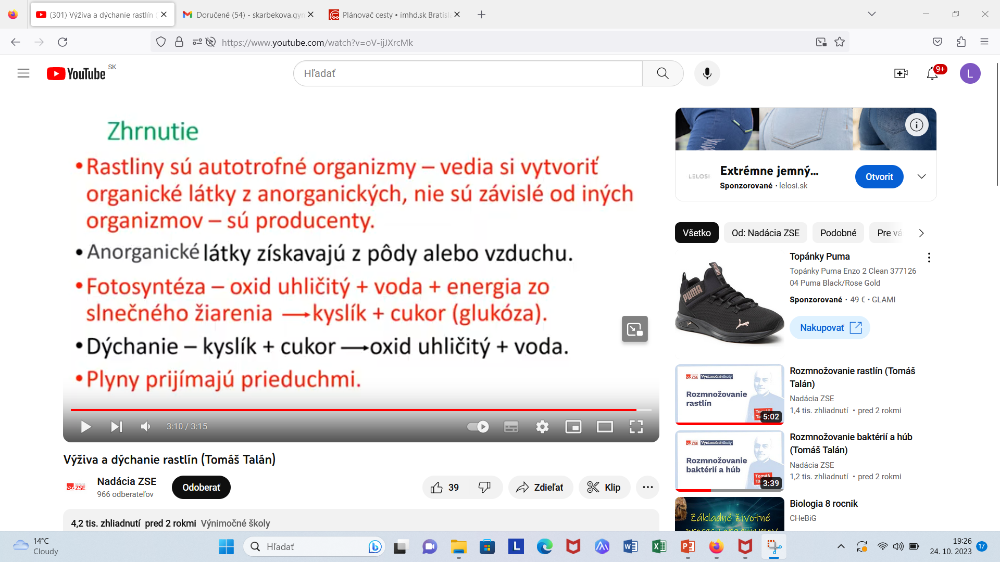 (301) Výživa a dýchanie rastlín (
Doručené (54) - skarbekova.gym
Plánovač cesty • imhd.sk Bratisla
https://www.youtube.com/watch?v=oV-ijJXrcMk
YouTube SK
Hľadať
9+
L
Zhrnutie
•Rastliny sú autotrofné organizmy – vedia si vytvoriť
organické látky z anorganických, nie sú závislé od iných
organizmov – sú producenty.
•Anorganické látky získavajú z pôdy alebo vzduchu.
•Fotosyntéza – oxid uhličitý + voda + energia zo
slnečného žiarenia ⟶ kyslík + cukor (glukóza).
•Dýchanie – kyslík + cukor ⟶ oxid uhličitý + voda.
•Plyny prijímajú prieduchmi.
3:10 / 3:15
Výživa a dýchanie rastlín (Tomáš Talán)
ZSE
Nadácia ZSE
966 odberateľov
Odoberať
39
Zdieľať
Klip
4,2 tis. zhliadnutí pred 2 rokmi Výnimočné školy
LELOSI
Extrémne jemný...
Sponzorované · lelosi.sk
Otvoriť
Všetko
Od: Nadácia ZSE
Podobné
Pre vá
PUMA
PUMA
Topánky Puma
Topánky Puma Enzo 2 Clean 377126
04 Puma Black/Rose Gold
Sponzorované · 49 € • GLAMI
Nakupovať
ZSE Výnimočné školy
Rozmnožovanie
rastlín
5:02
Rozmnožovanie rastlín (Tomáš
Talán)
Nadácia ZSE
1,4 tis. zhliadnutí • pred 2 rokmi
ZSE Výnimočné školy
Rozmnožovanie
baktérií a húb
3:39
Rozmnožovanie baktérií a húb
(Tomáš Talán)
Nadácia ZSE
1,2 tis. zhliadnutí • pred 2 rokmi
Základné životné
Biologia 8 rocnik
CHeBiG
14°C
Cloudy
Hľadať
L
19:26
24. 10. 2023
17